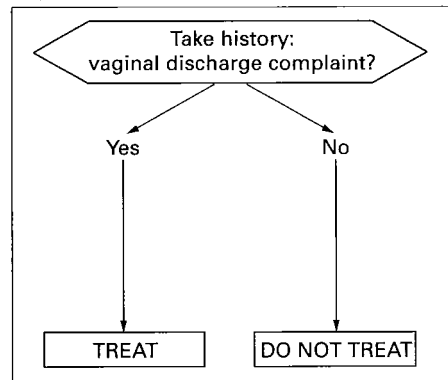 Take history:
vaginal discharge complaint?
Yes
No
TREAT
DO NOT TREAT